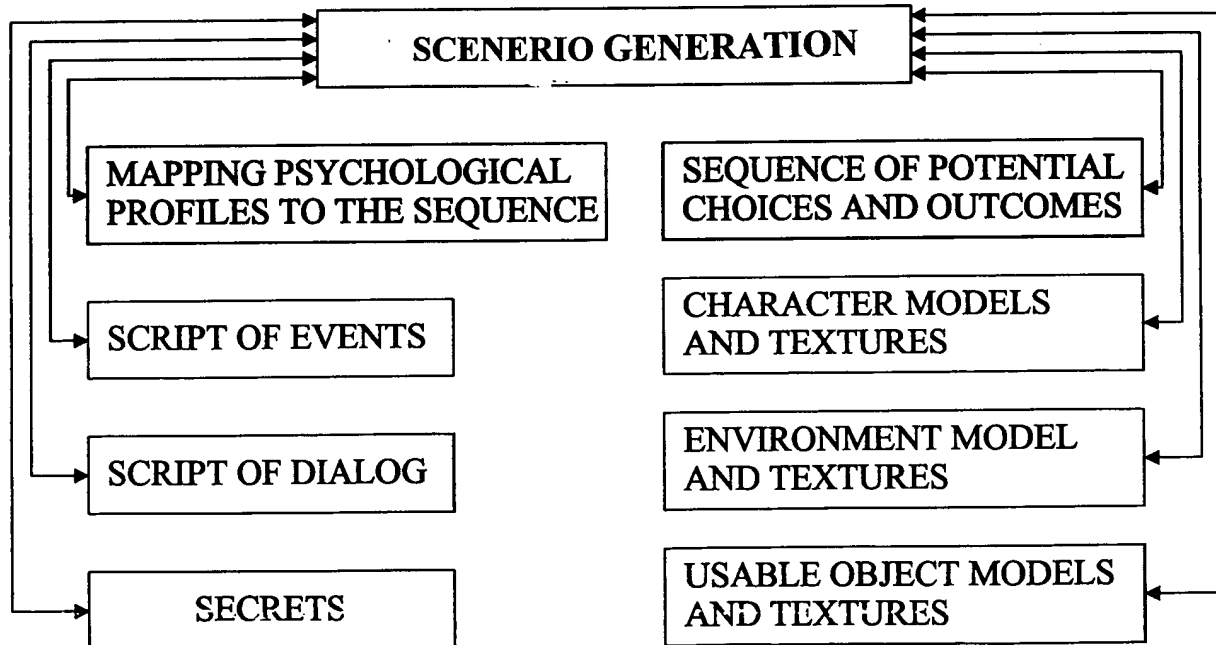 SCENERIO GENERATION
MAPPING PSYCHOLOGICAL
PROFILES TO THE SEQUENCE
SEQUENCE OF POTENTIAL
CHOICES AND OUTCOMES
SCRIPT OF EVENTS
CHARACTER MODELS
AND TEXTURES
SCRIPT OF DIALOG
ENVIRONMENT MODEL
AND TEXTURES
SECRETS
USABLE OBJECT MODELS
AND TEXTURES